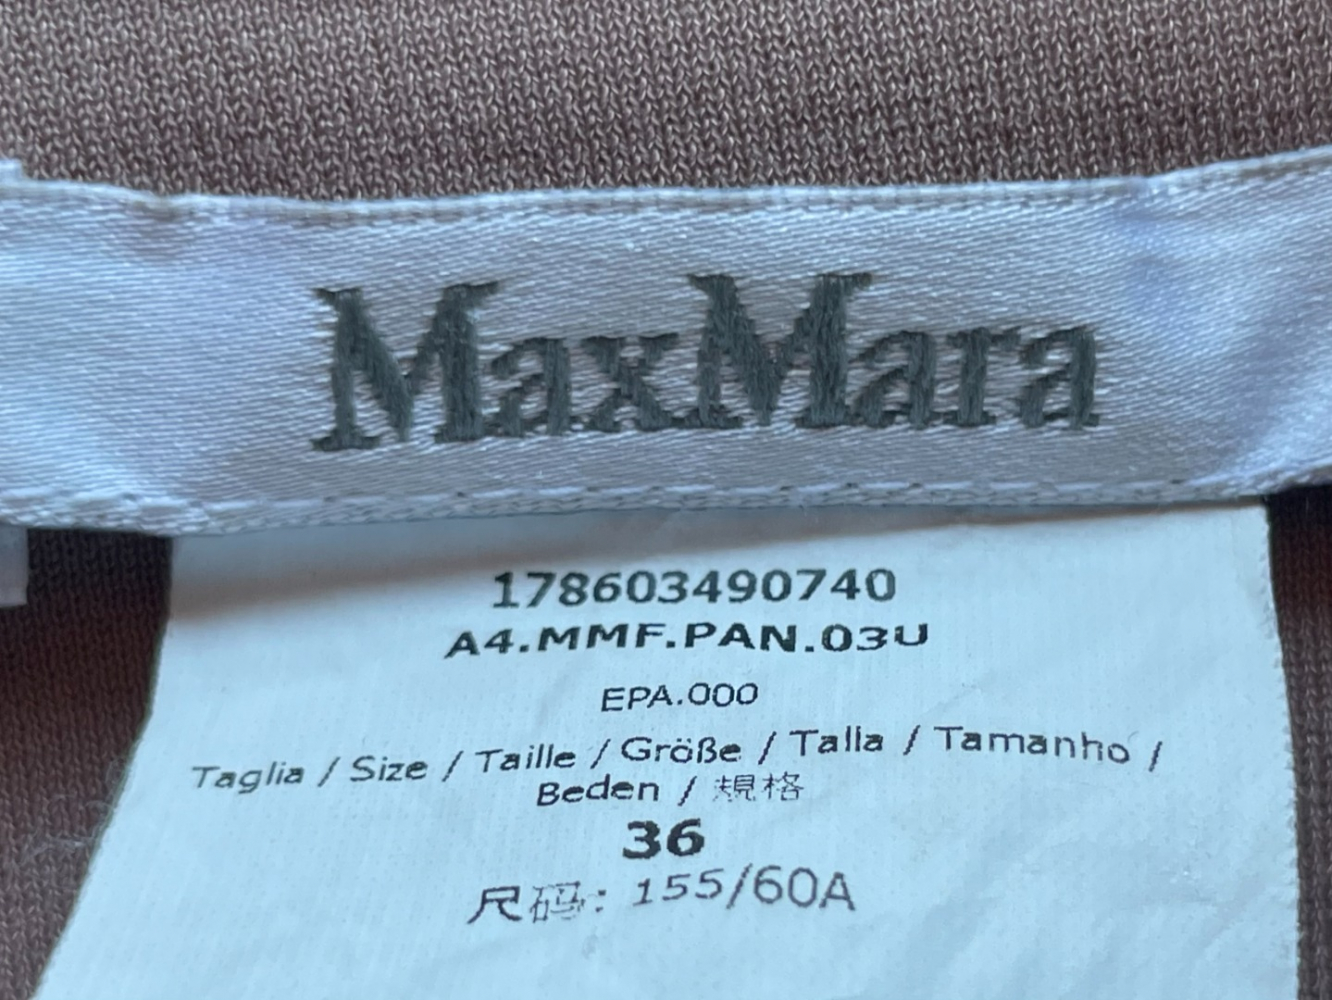 MaxMara
178603490740
A4.MMF.PAN.03U
EPA.000
Taglia / Size / Taille / Größe / Talla / Tamanho /
Beden / 規格
36
尺码: 155/60A